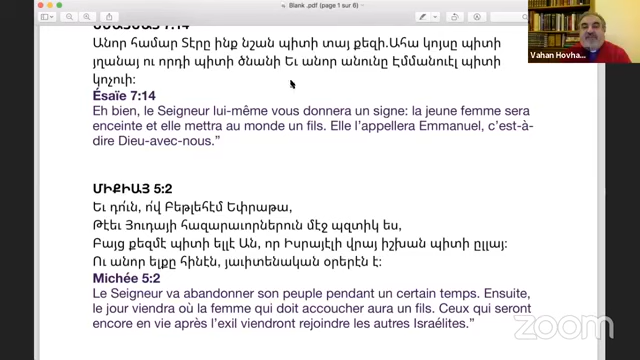 Blank .pdf (page 1 sur 6)
7:14
Անոր համար Տէրը ինք նշան պիտի տայ քեզի.Ահա կոյսը պիտի
յղանայ ու որդի պիտի ծնանի Եւ անոր անունը Էմմանուէլ պիտի
կոչուի:
Ésaïe 7:14
Eh bien, le Seigneur lui-même vous donnera un signe: la jeune femme sera
enceinte et elle mettra au monde un fils. Elle l'appellera Emmanuel, c'est-à-
dire Dieu-avec-nous."
ՄԻՔԻԱՅ 5:2
Եւ դո՛ւն, ո՛վ Բեթլեհէմ Եփրաթա,
Թէեւ Յուդայի հազարաւորներուն մէջ պզտիկ ես,
Բայց քեզմէ պիտի ելլէ Ան, որ Իսրայէլի վրայ իշխան պիտի ըլլայ:
Ու անոր ելքը հինէն, յաւիտենական օրերէն է:
Michée 5:2
Le Seigneur va abandonner son peuple pendant un certain temps. Ensuite,
le jour viendra où la femme qui doit accoucher aura un fils. Ceux qui seront
encore en vie après l'exil viendront rejoindre les autres Israélites."
Vahan Hovha...
zoom